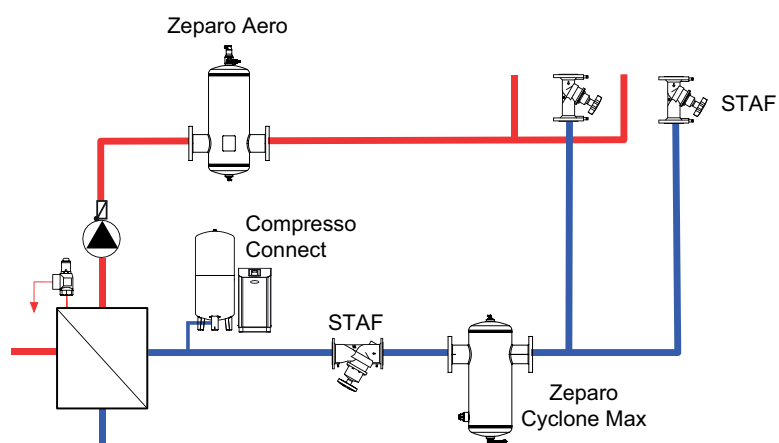 Zeparo Aero
STAF
Compresso
Connect
STAF
Zeparo
Cyclone Max